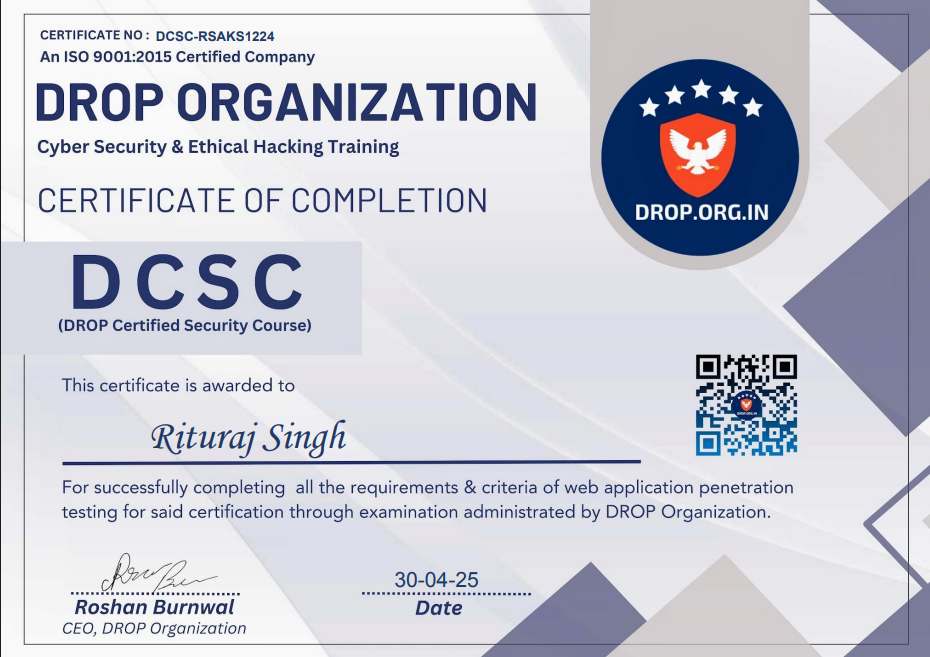 CERTIFICATE NO : DCSC-RSAKS1224
An ISO 9001:2015 Certified Company
DROP ORGANIZATION
Cyber Security & Ethical Hacking Training
CERTIFICATE OF COMPLETION
DROP.ORG.IN
DCSC
(DROP Certified Security Course)
This certificate is awarded to
Rituraj Singh
DROP.ORG.IN
For successfully completing all the requirements & criteria of web application penetration
testing for said certification through examination administrated by DROP Organization.
30-04-25
Roshan Burnwal
Date
CEO, DROP Organization